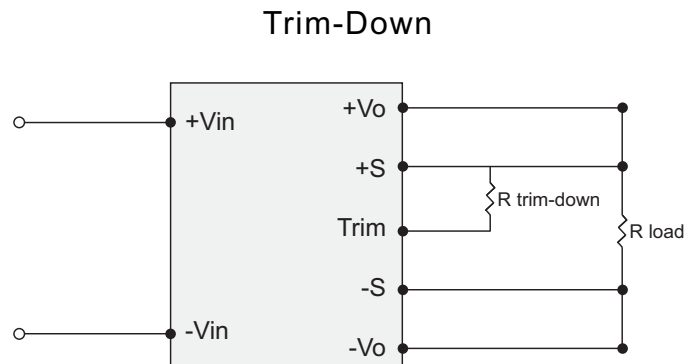 Trim-Down
+Vo
+Vin
+S
R trim-down
Trim
R load
-S
-Vin
-Vo